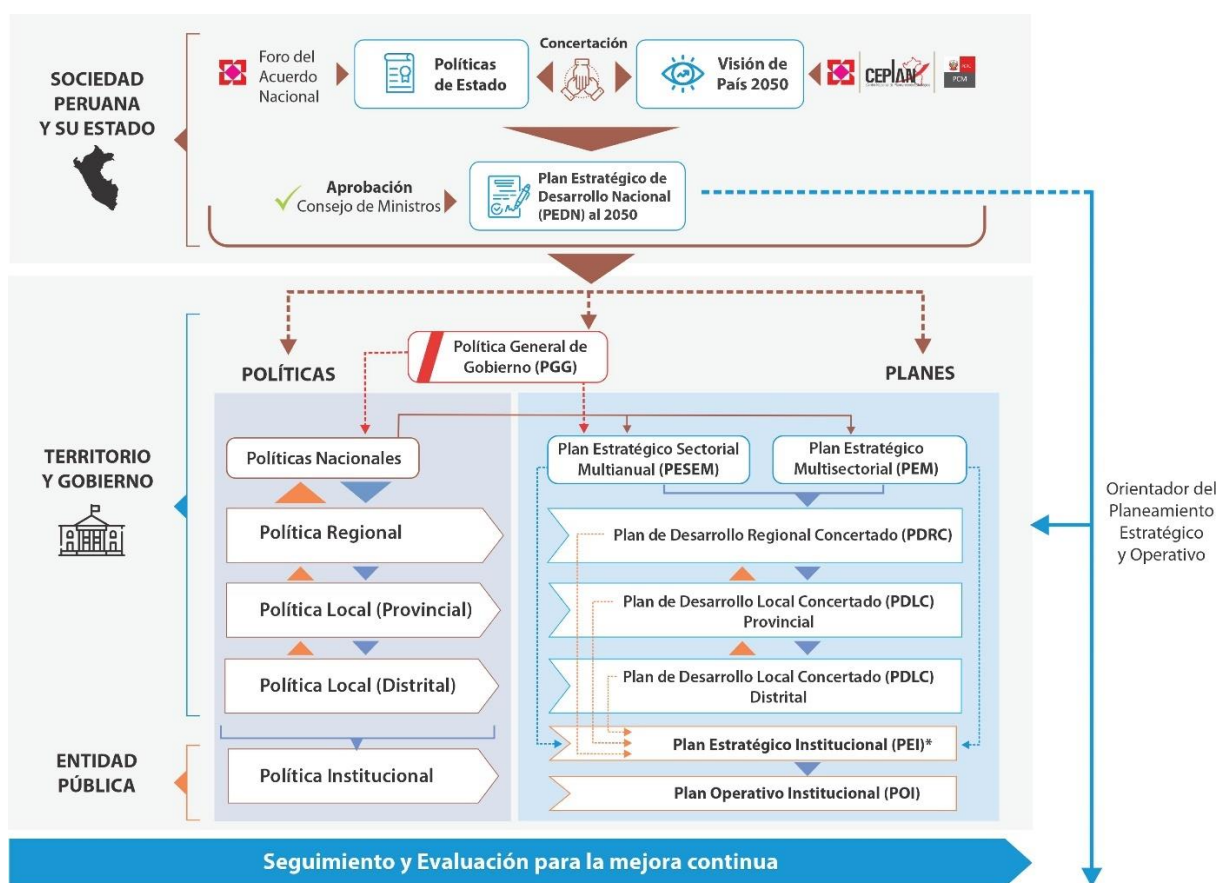 SOCIEDAD
PERUANA
Y SU ESTADO
Foro del
Acuerdo
Nacional
Políticas
de Estado
Concertación
Visión de
País 2050
CEPLAN
PCM
Aprobación
Consejo de Ministros
Plan Estratégico de
Desarrollo Nacional
(PEDN) al 2050
Política General de
Gobierno (PGG)
POLÍTICAS
PLANES
TERRITORIO
Y GOBIERNO
Políticas Nacionales
Plan Estratégico Sectorial
Multianual (PESEM)
Plan Estratégico
Multisectorial (PEM)
Política Regional
Plan de Desarrollo Regional Concertado (PDRC)
Política Local (Provincial)
Plan de Desarrollo Local Concertado (PDLC)
Provincial
Política Local (Distrital)
Plan de Desarrollo Local Concertado (PDLC)
Distrital
Orientador del
Planeamiento
Estratégico
y Operativo
ENTIDAD
PÚBLICA
Política Institucional
Plan Estratégico Institucional (PEI)*
Plan Operativo Institucional (POI)
Seguimiento y Evaluación para la mejora continua